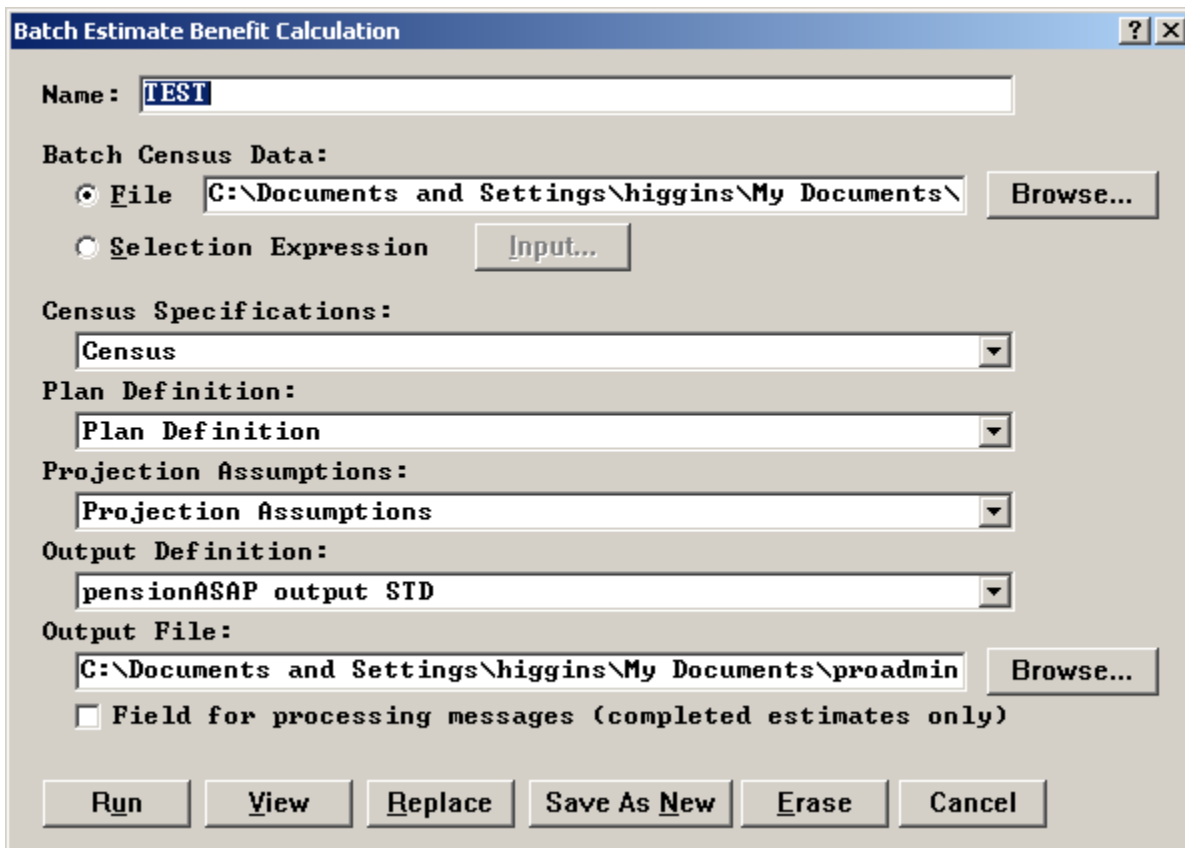 Batch Estimate Benefit Calculation
Name: TEST
Batch Census Data:
File C:\Documents and Settings\higgins\My Documents\ Browse...
Selection Expression Input...
Census Specifications:
Census
Plan Definition:
Plan Definition
Projection Assumptions:
Projection Assumptions
Output Definition:
pensionASAP output STD
Output File:
C:\Documents and Settings\higgins\My Documents\proadmin Browse...
Field for processing messages (completed estimates only)
Run View Replace Save As New Erase Cancel